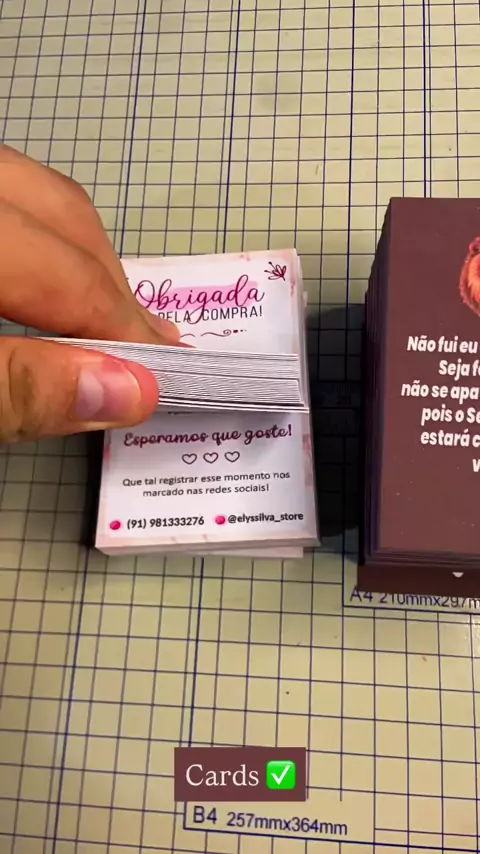 Obrigada
PELA COMPRA!
Esperamos que goste!
Que tal registrar esse momento nos
marcado nas redes sociais!
(91) 981333276 @elyssilva_store
Não fui eu
Seja
não se apa
pois o
estará
A4 210mmx297m
Cards ✅
B4 257mmx364mm